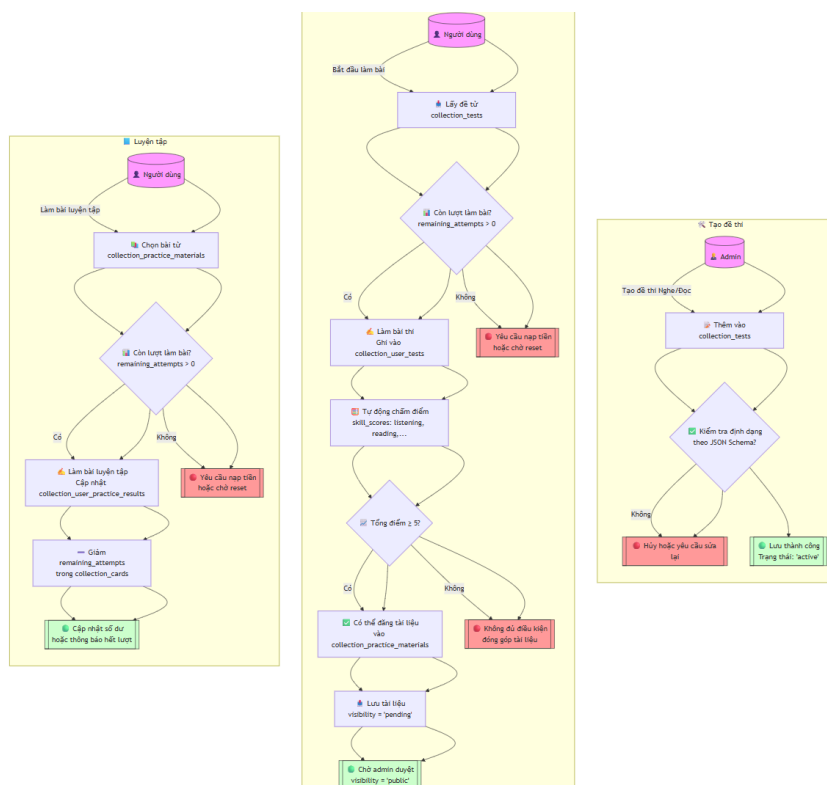 Luyện tập
Người dùng
Làm bài luyện tập
Chọn bài từ
collection_practice_materials
Còn lượt làm bài?
remaining_attempts > 0
Có
Không
Làm bài luyện tập
Cập nhật
collection_user_practice_results
Yêu cầu nạp tiền
hoặc chờ reset
Giảm
remaining_attempts
trong collection_cards
Cập nhật số dư
hoặc thông báo hết lượt
Người dùng
Bắt đầu làm bài
Lấy đề từ
collection_tests
Còn lượt làm bài?
remaining_attempts > 0
Có
Không
Làm bài thi
Ghi vào
collection_user_tests
Yêu cầu nạp tiền
hoặc chờ reset
Tự động chấm điểm
skill_scores: listening,
reading,...
Tổng điểm ≥ 5?
Có
Không
Có thể đăng tài liệu
vào
collection_practice_materials
Không đủ điều kiện
đóng góp tài liệu
Lưu tài liệu
visibility = 'pending'
Chờ admin duyệt
visibility = 'public'
Tạo đề thi
Admin
Tạo đề thi Nghe/Đọc
Thêm vào
collection_tests
Kiểm tra định dạng
theo JSON Schema?
Không
Hủy hoặc yêu cầu sửa
lại
Lưu thành công
Trạng thái: 'active'